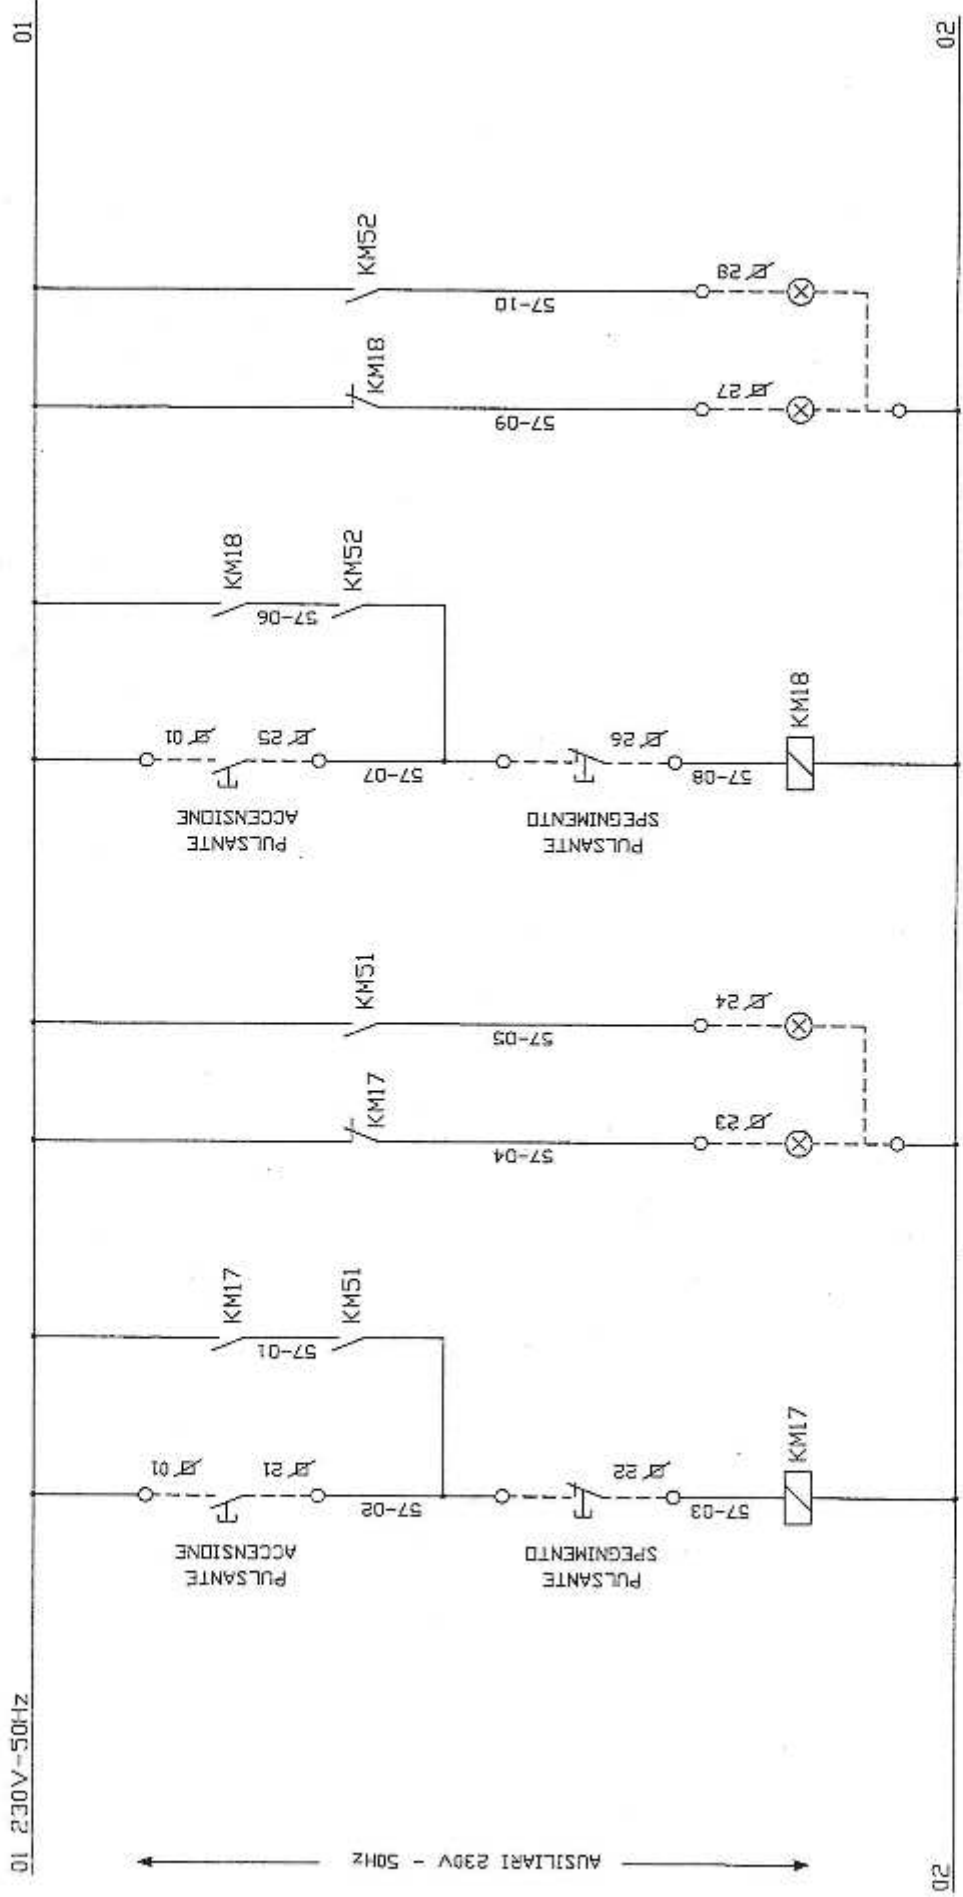 01 230V-50Hz
01
AUSILIARI 230V - 50Hz
PULSANTE
ACCENSIONE
01
21
57-02
KM17
57-01
KM51
PULSANTE
SPEGNIMENTO
22
57-03
KM17
KM17
57-04
23
KM51
57-05
24
PULSANTE
ACCENSIONE
01
25
57-07
KM18
57-06
KM52
PULSANTE
SPEGNIMENTO
26
57-08
KM18
KM18
57-09
27
KM52
57-10
28
02
02